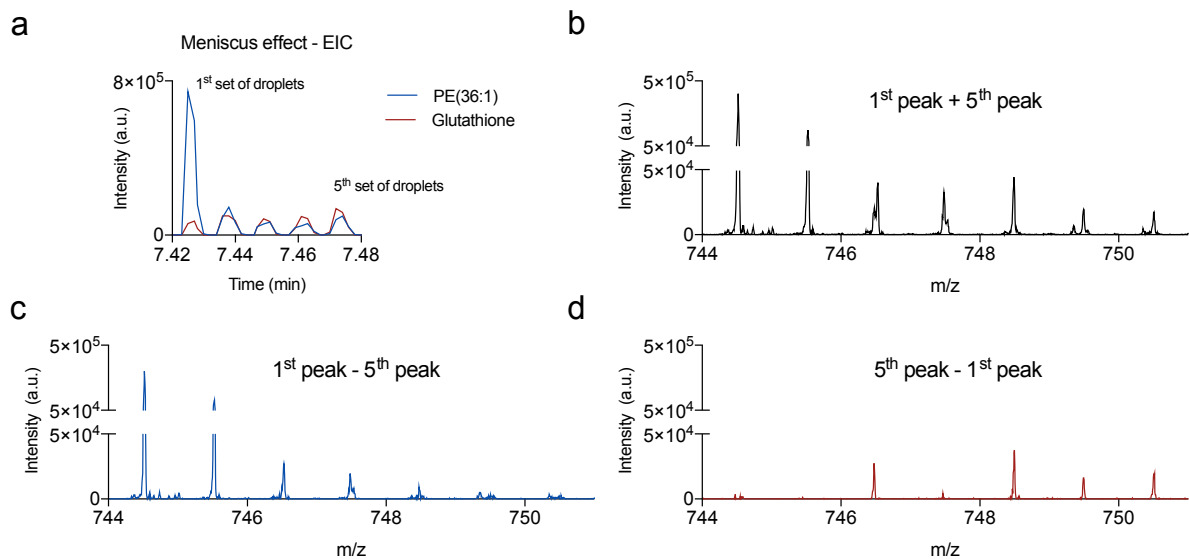 a
Meniscus effect - EIC
8×10⁵
1ˢᵗ set of droplets
PE(36:1)
Glutathione
5ᵗʰ set of droplets
Intensity (a.u.)
0
7.42 7.44 7.46 7.48
Time (min)
b
5×10⁵
1ˢᵗ peak + 5ᵗʰ peak
Intensity (a.u.)
5×10⁴
5×10⁴
0
744 746 748 750
m/z
c
5×10⁵
1ˢᵗ peak - 5ᵗʰ peak
Intensity (a.u.)
5×10⁴
5×10⁴
0
744 746 748 750
m/z
d
5×10⁵
5ᵗʰ peak - 1ˢᵗ peak
Intensity (a.u.)
5×10⁴
5×10⁴
0
744 746 748 750
m/z